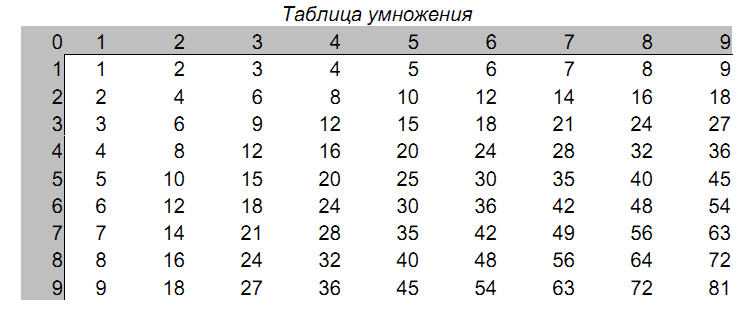 Таблица умножения
0 1 2 3 4 5 6 7 8 9
1 1 2 3 4 5 6 7 8 9
2 2 4 6 8 10 12 14 16 18
3 3 6 9 12 15 18 21 24 27
4 4 8 12 16 20 24 28 32 36
5 5 10 15 20 25 30 35 40 45
6 6 12 18 24 30 36 42 48 54
7 7 14 21 28 35 42 49 56 63
8 8 16 24 32 40 48 56 64 72
9 9 18 27 36 45 54 63 72 81